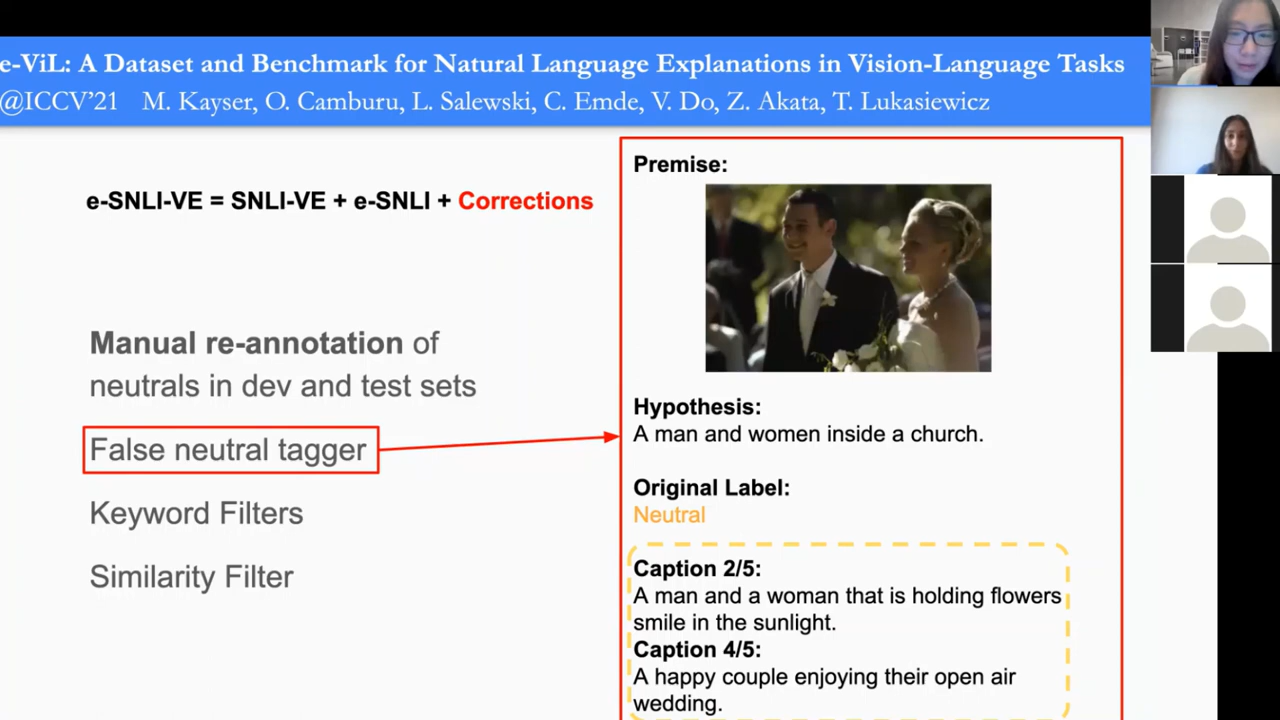 e-ViL: A Dataset and Benchmark for Natural Language Explanations in Vision-Language Tasks
@ICCV'21 M. Kayser, O. Camburu, L. Salewski, C. Emde, V. Do, Z. Akata, T. Lukasiewicz
e-SNLI-VE = SNLI-VE + e-SNLI + Corrections
Manual re-annotation of
neutrals in dev and test sets
False neutral tagger
Keyword Filters
Similarity Filter
Premise:
Hypothesis:
A man and women inside a church.
Original Label:
Neutral
Caption 2/5:
A man and a woman that is holding flowers
smile in the sunlight.
Caption 4/5:
A happy couple enjoying their open air
wedding.